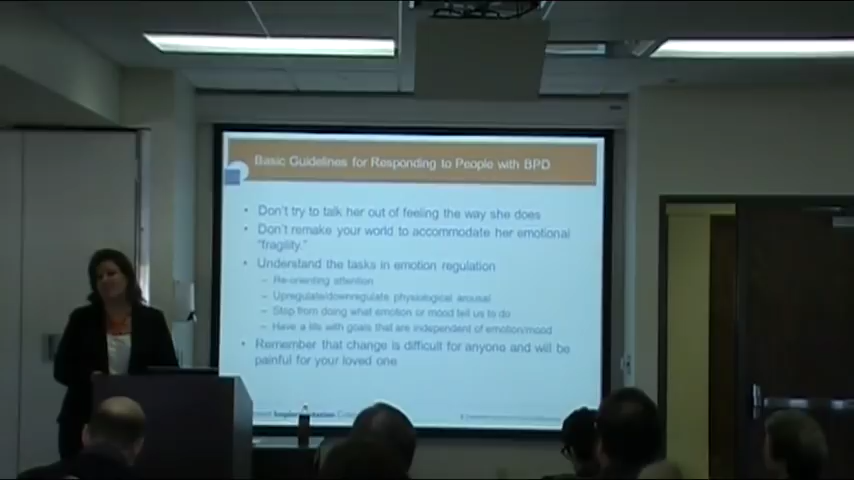 Basic Guidelines for Responding to People with BPD
• Don't try to talk her out of feeling the way she does
• Don't remake your world to accommodate her emotional
"fragility."
• Understand the tasks in emotion regulation
– Re-orienting attention
– Upregulate/downregulate physiological arousal
– Stop from doing what emotion or mood tell us to do
– Have a life with goals that are independent of emotion/mood
• Remember that change is difficult for anyone and will be
painful for your loved one
Implementation